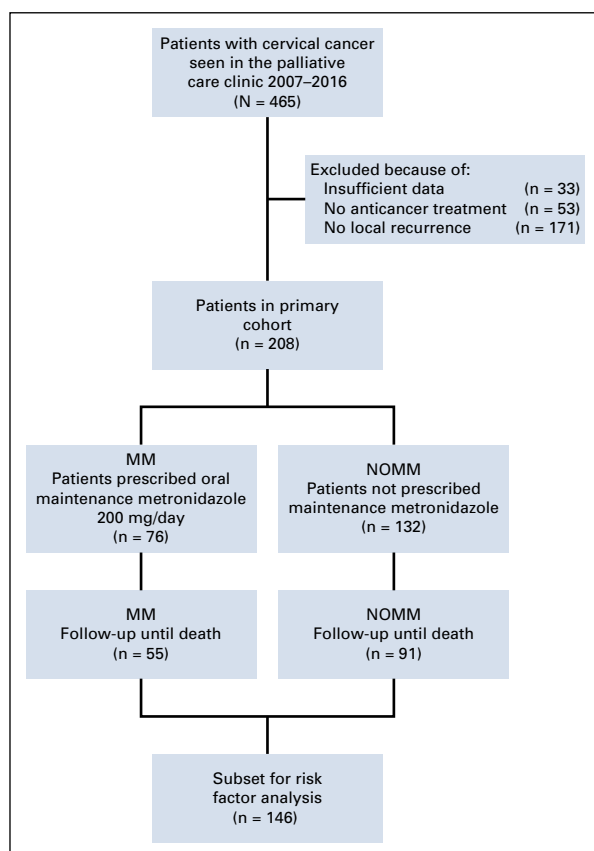 Patients with cervical cancer
seen in the palliative
care clinic 2007–2016
(N = 465)
Excluded because of:
Insufficient data (n = 33)
No anticancer treatment (n = 53)
No local recurrence (n = 171)
Patients in primary
cohort
(n = 208)
MM
Patients prescribed oral
maintenance metronidazole
200 mg/day
(n = 76)
NOMM
Patients not prescribed
maintenance metronidazole
(n = 132)
MM
Follow-up until death
(n = 55)
NOMM
Follow-up until death
(n = 91)
Subset for risk
factor analysis
(n = 146)